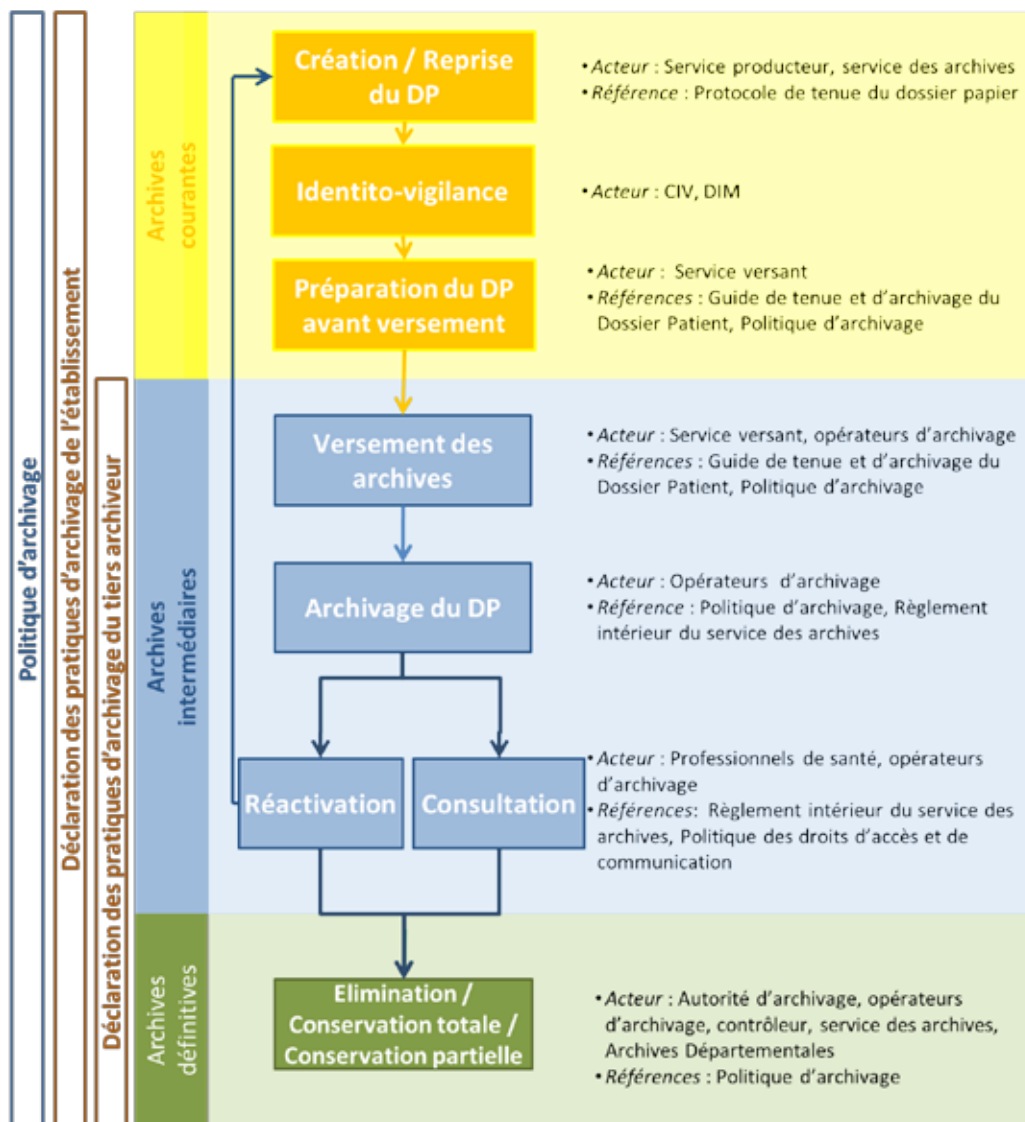 Politique d'archivage
Déclaration des pratiques d'archivage de l'établissement
Déclaration des pratiques d'archivage du tiers archiveur
Archives
courantes
Création / Reprise
du DP
• Acteur : Service producteur, service des archives
• Référence : Protocole de tenue du dossier papier
Identito-vigilance
• Acteur : CIV, DIM
Préparation du DP
avant versement
• Acteur : Service versant
• Références : Guide de tenue et d'archivage du
Dossier Patient, Politique d'archivage
Archives
intermédiaires
Versement des
archives
• Acteur : Service versant, opérateurs d'archivage
• Références : Guide de tenue et d'archivage du
Dossier Patient, Politique d'archivage
Archivage du DP
• Acteur : Opérateurs d'archivage
• Référence : Politique d'archivage, Règlement
intérieur du service des archives
Réactivation
Consultation
• Acteur : Professionnels de santé, opérateurs
d'archivage
• Références: Règlement intérieur du service des
archives, Politique des droits d'accès et de
communication
Archives
définitives
Elimination /
Conservation totale /
Conservation partielle
• Acteur : Autorité d'archivage, opérateurs
d'archivage, contrôleur, service des archives,
Archives Départementales
• Références : Politique d'archivage